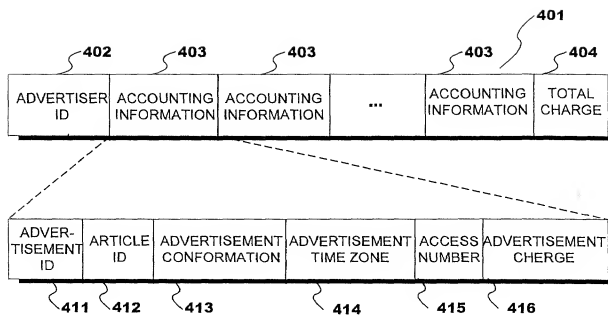 401
402 403 403 403 404
ADVERTISER ID ACCOUNTING INFORMATION ACCOUNTING INFORMATION ... ACCOUNTING INFORMATION TOTAL CHARGE
ADVER-TISEMENT ID ARTICLE ID ADVERTISEMENT CONFORMATION ADVERTISEMENT TIME ZONE ACCESS NUMBER ADVERTISEMENT CHERGE
411 412 413 414 415 416